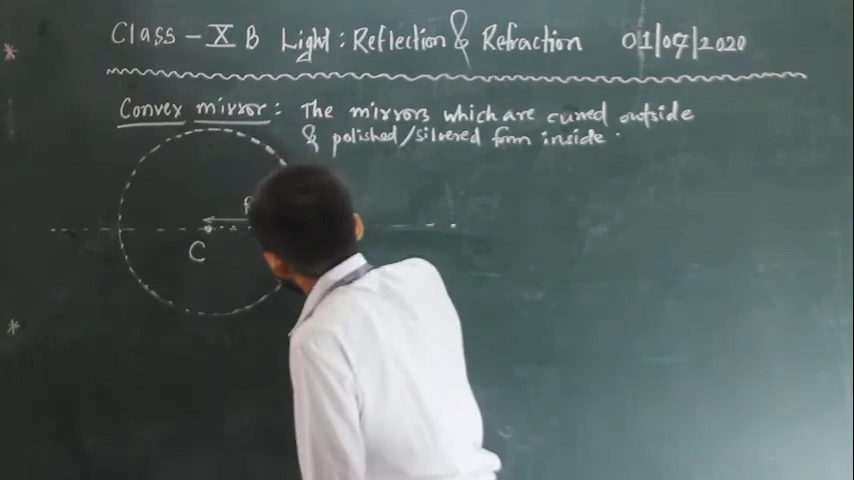 Class - X B Light : Reflection & Refraction 01/07/2020
Convex mirror : The mirrors which are curved outside
& polished/silvered from inside.
C